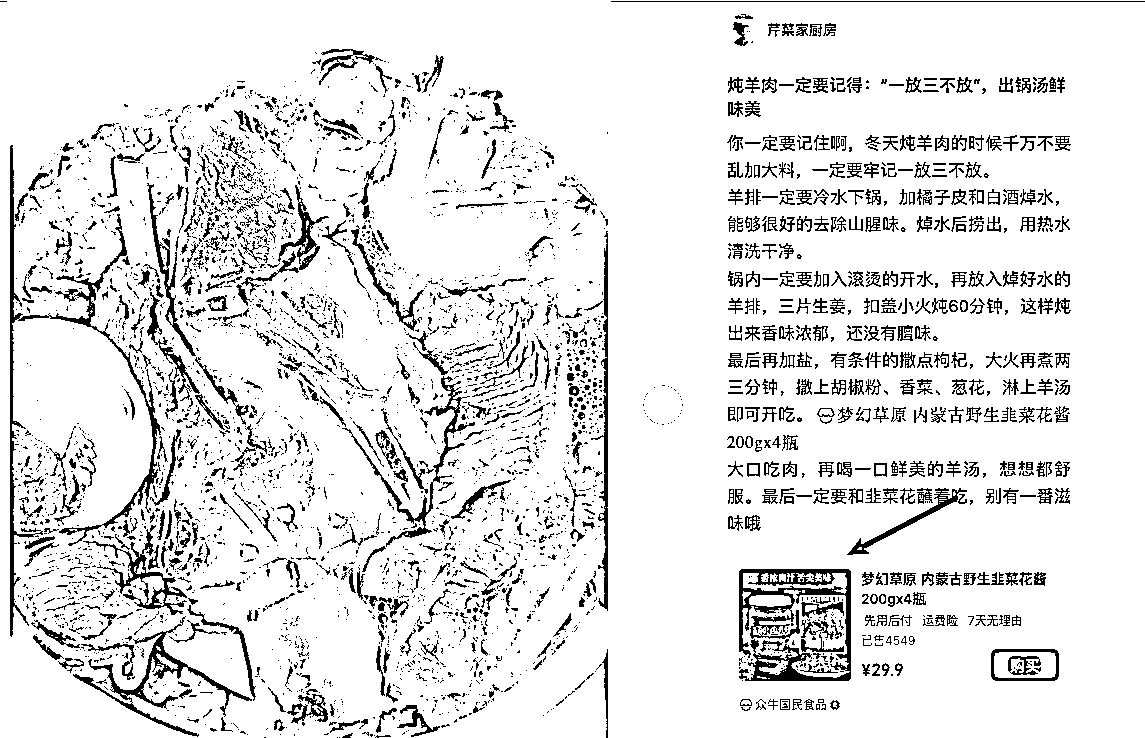 芹菜家厨房
炖羊肉一定要记得：“一放三不放”，出锅汤鲜
味美
你一定要记住啊，冬天炖羊肉的时候千万不要
乱加大料，一定要牢记一放三不放。
羊排一定要冷水下锅，加橘子皮和白酒焯水，
能够很好的去除山腥味。焯水后捞出，用热水
清洗干净。
锅内一定要加入滚烫的开水，再放入焯好水的
羊排，三片生姜，扣盖小火炖60分钟，这样炖
出来香味浓郁，还没有膻味。
最后再加盐，有条件的撒点枸杞，大火再煮两
三分钟，撒上胡椒粉、香菜、葱花，淋上羊汤
即可开吃。梦幻草原 内蒙古野生韭菜花酱
200gx4瓶
大口吃肉，再喝一口鲜美的羊汤，想想都舒
服。最后一定要和韭菜花蘸着吃，别有一番滋
味哦
梦幻草原 内蒙古野生韭菜花酱
200gx4瓶
先用后付 运费险 7天无理由
已售4549
¥29.9
购买
众牛国民食品